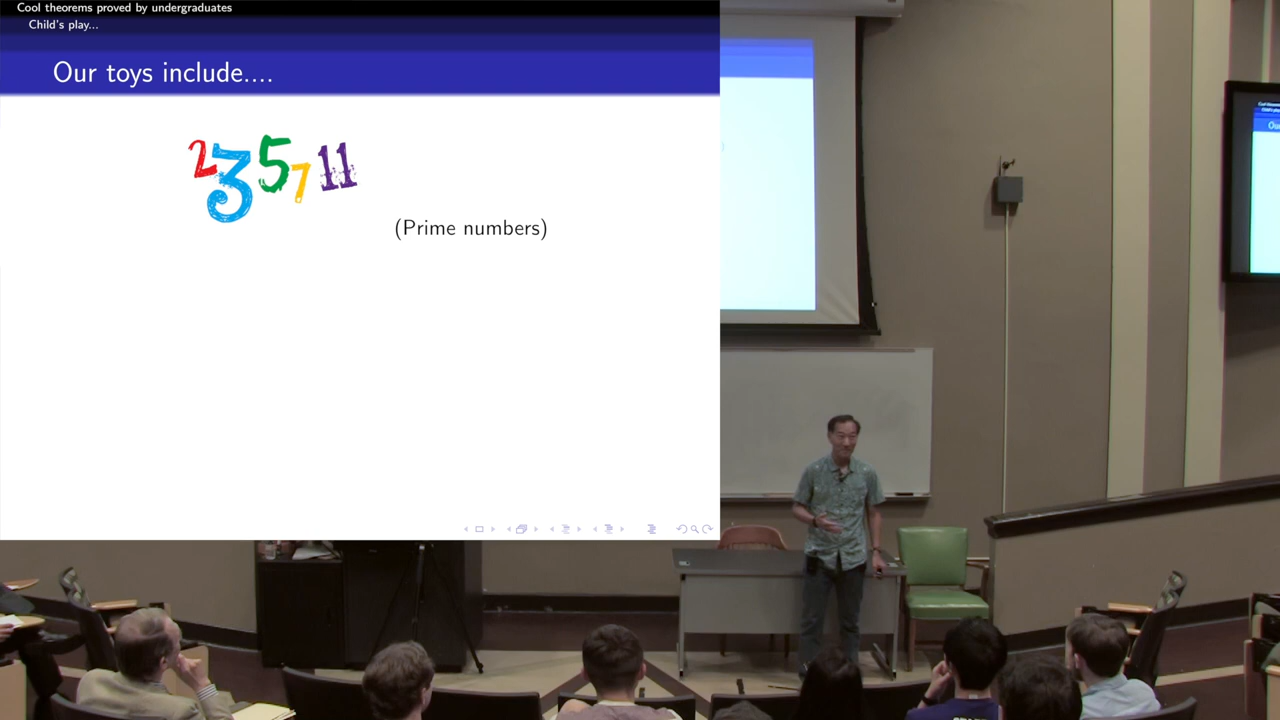 Cool theorems proved by undergraduates
Child's play...
Our toys include....
2 3 5 7 11
(Prime numbers)